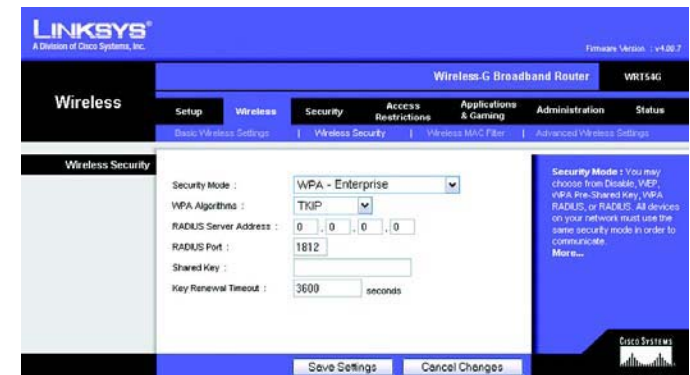 LINKSYS®
A Division of Cisco Systems, Inc.
Firmware Version : v4.00.7
Wireless-G Broadband Router WRT54G
Wireless
Setup Wireless Security Access Restrictions Applications & Gaming Administration Status
Basic Wireless Settings | Wireless Security | Wireless MAC Filter | Advanced Wireless Settings
Wireless Security
Security Mode : WPA - Enterprise
WPA Algorithms : TKIP
RADIUS Server Address : 0 . 0 . 0 . 0
RADIUS Port : 1812
Shared Key :
Key Renewal Timeout : 3600 seconds
Security Mode : You may
choose from Disable, WEP,
WPA Pre-Shared Key, WPA
RADIUS, or RADIUS. All devices
on your network must use the
same security mode in order to
communicate.
More...
Save Settings Cancel Changes
CISCO SYSTEMS